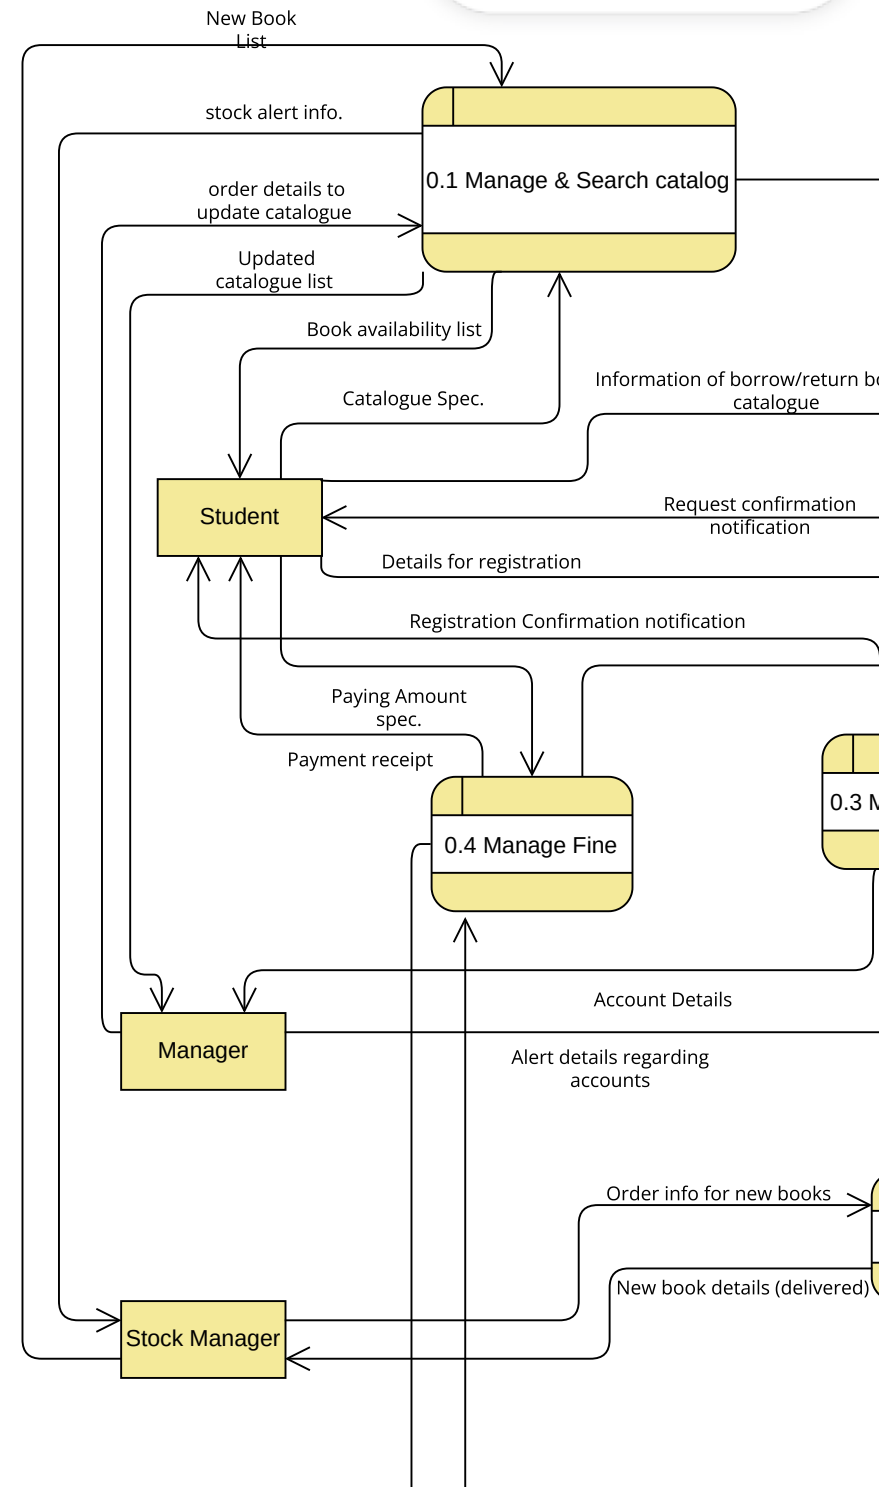 New Book
List
stock alert info.
0.1 Manage & Search catalog
order details to
update catalogue
Updated
catalogue list
Book availability list
Information of borrow/return
catalogue
Catalogue Spec.
Student
Request confirmation
notification
Details for registration
Registration Confirmation notification
Paying Amount
spec.
Payment receipt
0.3
0.4 Manage Fine
Account Details
Manager
Alert details regarding
accounts
Order info for new books
New book details (delivered)
Stock Manager